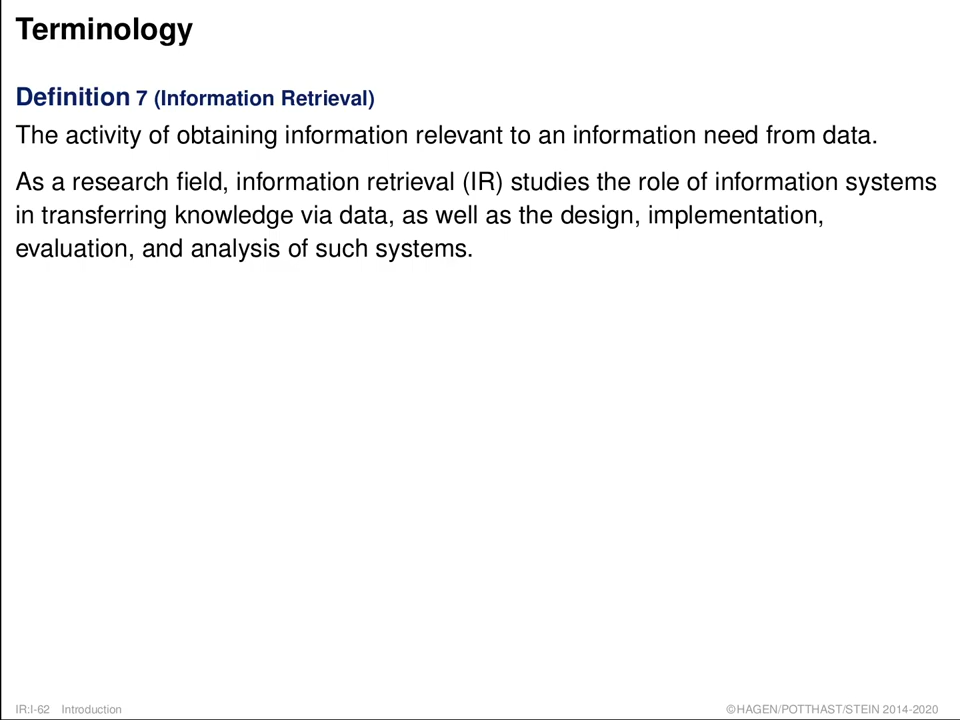 Terminology
Definition 7 (Information Retrieval)
The activity of obtaining information relevant to an information need from data.
As a research field, information retrieval (IR) studies the role of information systems
in transferring knowledge via data, as well as the design, implementation,
evaluation, and analysis of such systems.
IR:I-62 Introduction ©HAGEN/POTTHAST/STEIN 2014-2020